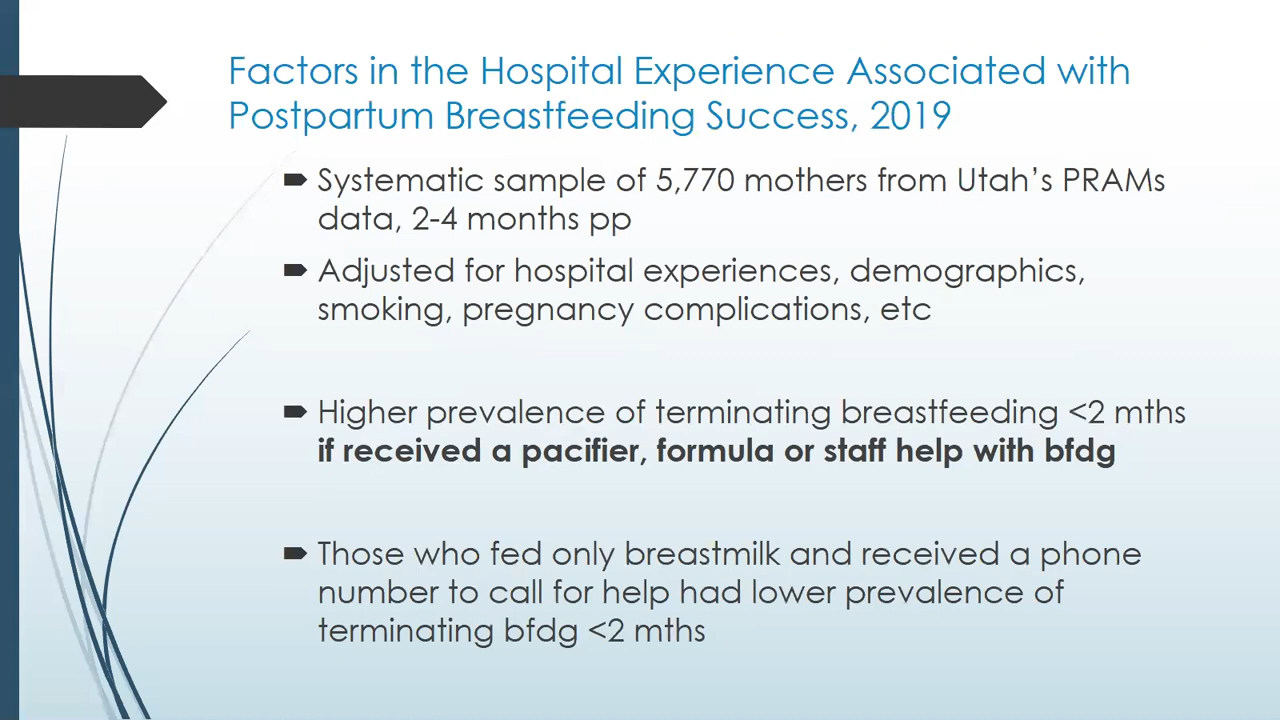 Factors in the Hospital Experience Associated with
Postpartum Breastfeeding Success, 2019
Systematic sample of 5,770 mothers from Utah’s PRAMs
data, 2-4 months pp
Adjusted for hospital experiences, demographics,
smoking, pregnancy complications, etc
Higher prevalence of terminating breastfeeding <2 mths
if received a pacifier, formula or staff help with bfdg
Those who fed only breastmilk and received a phone
number to call for help had lower prevalence of
terminating bfdg <2 mths